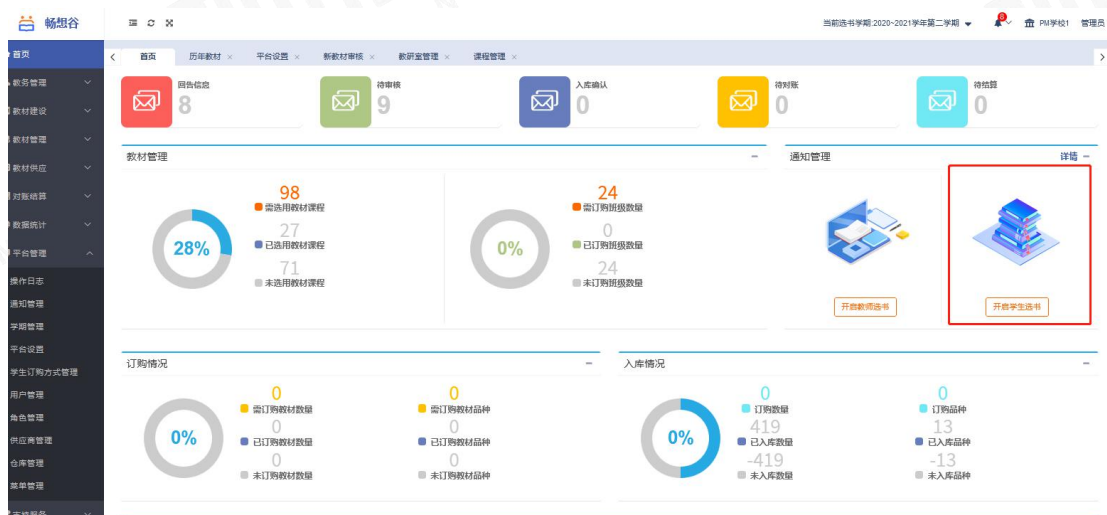 畅想谷
当前选书学期:2020~2021学年第二学期
8
PM学校1
管理员
首页
教务管理
教材建设
教材管理
教材供应
对账结算
数据统计
平台管理
操作日志
通知管理
学期管理
平台设置
学生订购方式管理
用户管理
角色管理
供应商管理
仓库管理
菜单管理
首页 历年教材 × 平台设置 × 新教材审核 × 教研室管理 × 课程管理 ×
回告信息
8
待审核
9
入库确认
0
待对账
0
待结算
0
教材管理
28%
98
需选用教材课程
27
已选用教材课程
71
未选用教材课程
0%
24
需订购班级数量
0
已订购班级数量
24
未订购班级数量
通知管理
详情
开启教师选书
开启学生选书
订购情况
0%
0
需订购教材数量
0
已订购教材数量
0
未订购教材数量
0
需订购教材品种
0
已订购教材品种
0
未订购教材品种
入库情况
0%
0
订购数量
419
已入库数量
-419
未入库数量
0
订购品种
13
已入库品种
-13
未入库品种